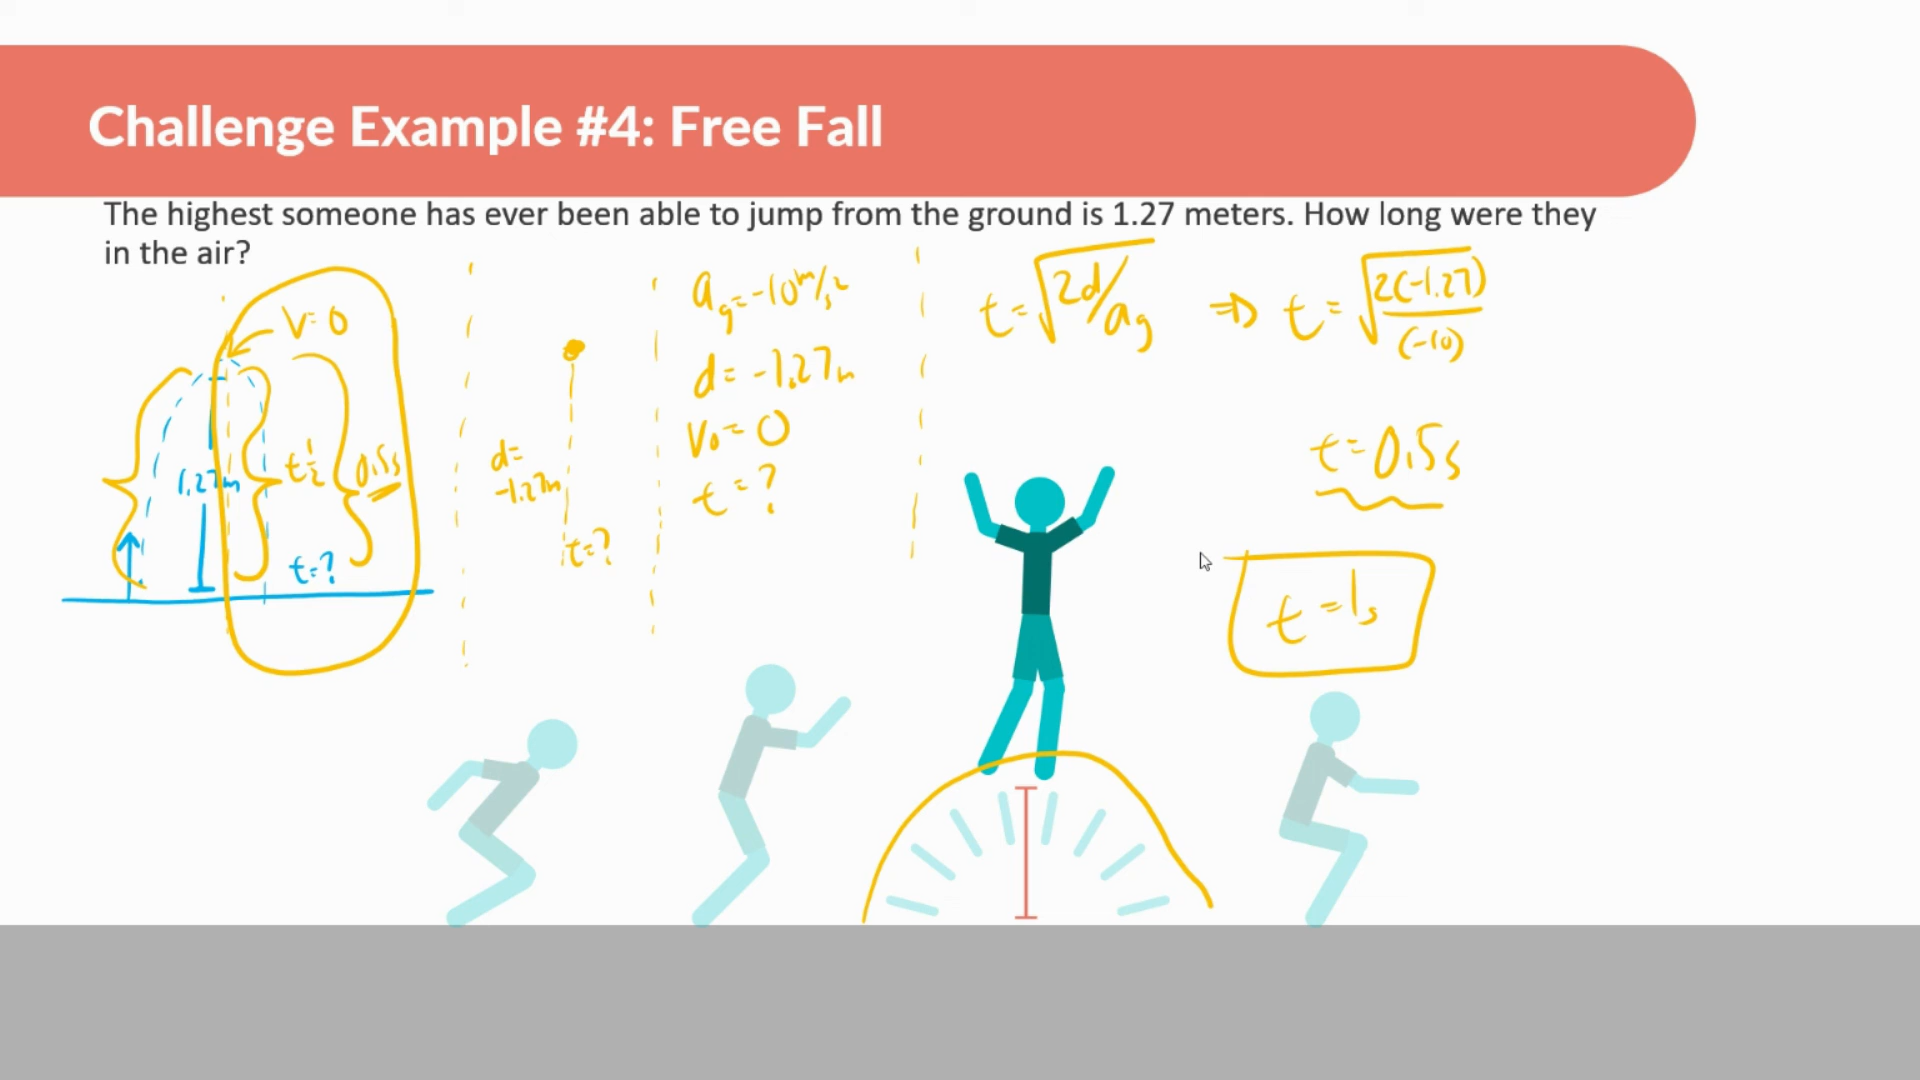 Challenge Example #4: Free Fall
The highest someone has ever been able to jump from the ground is 1.27 meters. How long were they
in the air?
V=0
1.27m
t½
0.5s
t=?
d=
-1.27m
t=?
ag=-10m/s²
d=-1.27m
V₀=0
t=?
t=√2d/ag ⇒ t=√2(-1.27)/(-10)
t=0.5s
t=1s